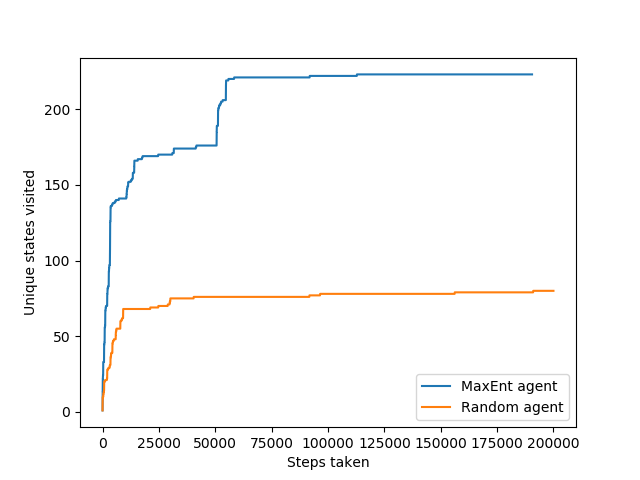 Unique states visited
200
150
100
50
0
MaxEnt agent
Random agent
0 25000 50000 75000 100000 125000 150000 175000 200000
Steps taken